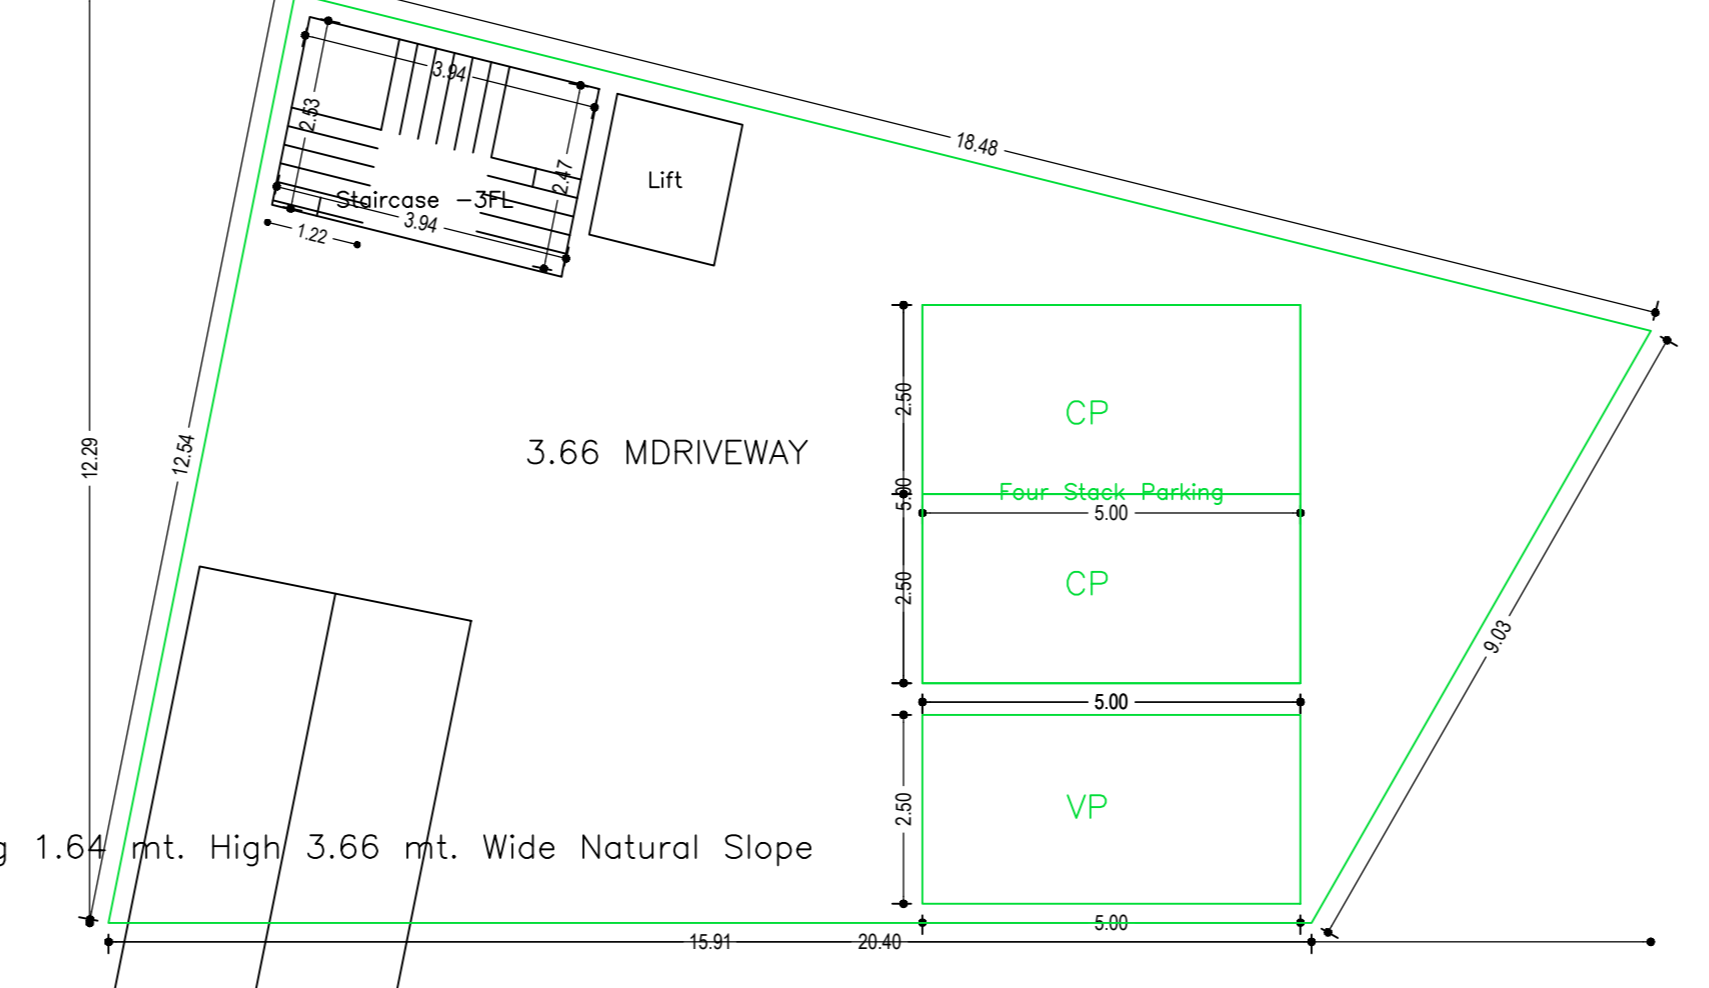 3.94
2.53
18.48
2.47
Lift
Staircase -3FL
3.94
1.22
2.50
CP
12.29
12.54
3.66 MDRIVEWAY
5.00
Four Stack Parking
5.00
2.50
CP
9.03
5.00
2.50
VP
g 1.64 mt. High 3.66 mt. Wide Natural Slope
5.00
15.91
20.40